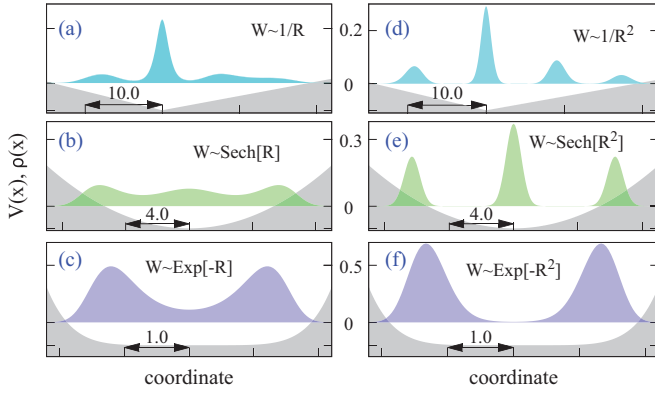 (a)
W~1/R
10.0
0.2
0
(d)
W~1/R²
10.0
(b)
W~Sech[R]
4.0
0.3
0
(e)
W~Sech[R²]
4.0
(c)
W~Exp[-R]
1.0
0.5
0
(f)
W~Exp[-R²]
1.0
V(x), ρ(x)
coordinate
coordinate